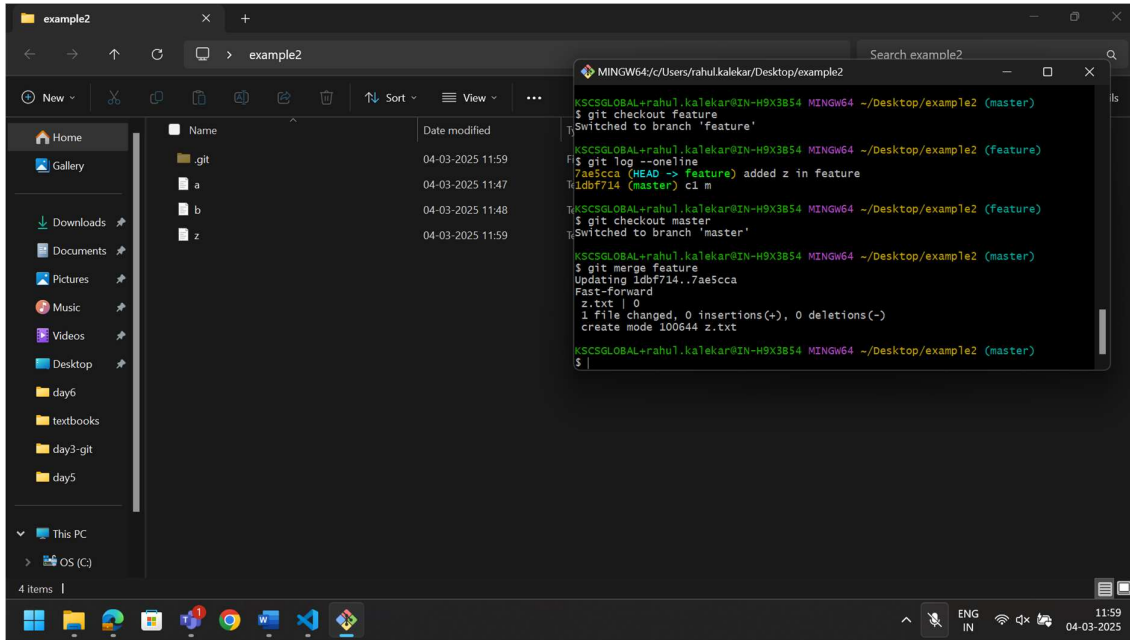 example2
example2
Search example2
New
Sort
View
ils
Home
Gallery
Downloads
Documents
Pictures
Music
Videos
Desktop
day6
textbooks
day3-git
day5
This PC
OS (C:)
Name
Date modified
.git
04-03-2025 11:59
a
04-03-2025 11:47
b
04-03-2025 11:48
z
04-03-2025 11:59
MINGW64:/c/Users/rahul.kalekar/Desktop/example2
KSCSGLOBAL+rahul.kalekar@IN-H9X3B54 MINGW64 ~/Desktop/example2 (master)
$ git checkout feature
Switched to branch 'feature'
KSCSGLOBAL+rahul.kalekar@IN-H9X3B54 MINGW64 ~/Desktop/example2 (feature)
$ git log --oneline
7ae5cca (HEAD -> feature) added z in feature
1dbf714 (master) c1 m
KSCSGLOBAL+rahul.kalekar@IN-H9X3B54 MINGW64 ~/Desktop/example2 (feature)
$ git checkout master
Switched to branch 'master'
KSCSGLOBAL+rahul.kalekar@IN-H9X3B54 MINGW64 ~/Desktop/example2 (master)
$ git merge feature
Updating 1dbf714..7ae5cca
Fast-forward
z.txt | 0
1 file changed, 0 insertions(+), 0 deletions(-)
create mode 100644 z.txt
KSCSGLOBAL+rahul.kalekar@IN-H9X3B54 MINGW64 ~/Desktop/example2 (master)
$
4 items
1
ENG
IN
11:59
04-03-2025